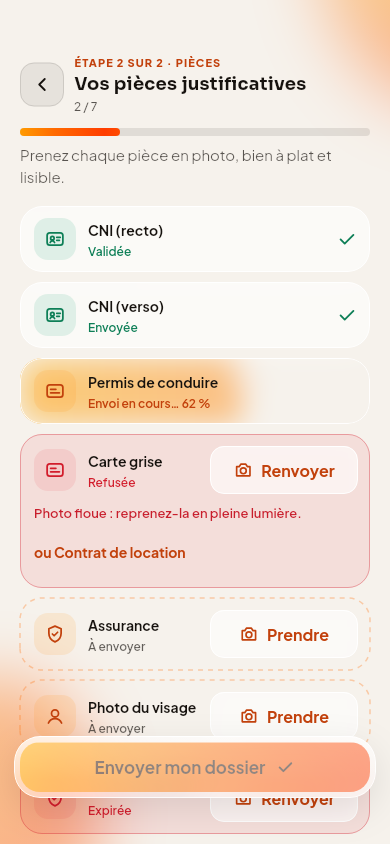 ÉTAPE 2 SUR 2 · PIÈCES
Vos pièces justificatives
2 / 7
Prenez chaque pièce en photo, bien à plat et
lisible.
CNI (recto)
Validée
CNI (verso)
Envoyée
Permis de conduire
Envoi en cours… 62 %
Carte grise
Refusée
Renvoyer
Photo floue : reprenez-la en pleine lumière.
ou Contrat de location
Assurance
À envoyer
Prendre
Photo du visage
À envoyer
Prendre
Envoyer mon dossier
Expirée
Renvoyer